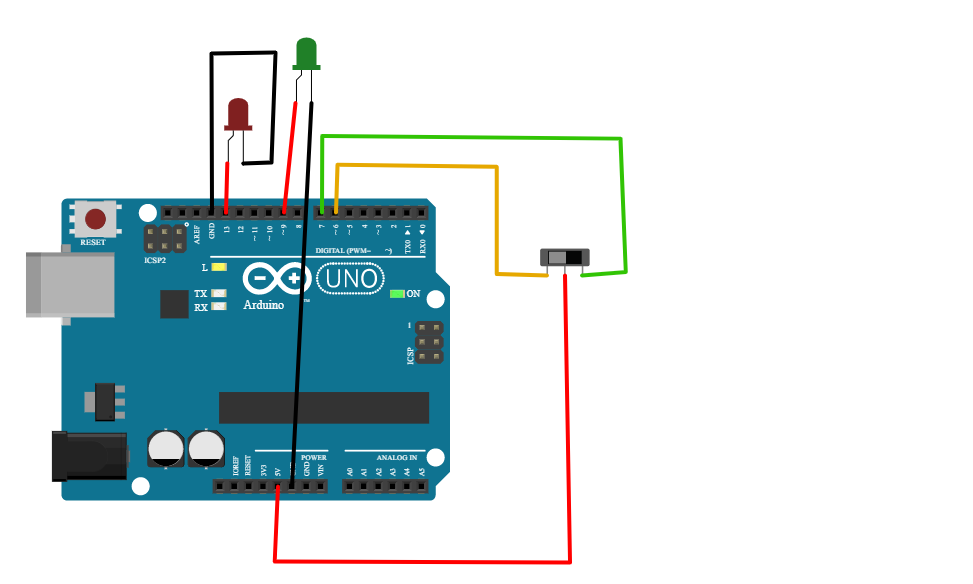 RESET
ICSP2
AREF
GND
13
12
~ 11
~ 10
~ 9
8
7
~ 6
~ 5
4
~ 3
2
TX0 ▶ 1
RX0 ◀ 0
DIGITAL (PWM~
L
TX
RX
Arduino
UNO
ON
1
ICSP
POWER
ANALOG IN
IOREF
RESET
3V3
5V
GND
VIN
A0
A1
A2
A3
A4
A5